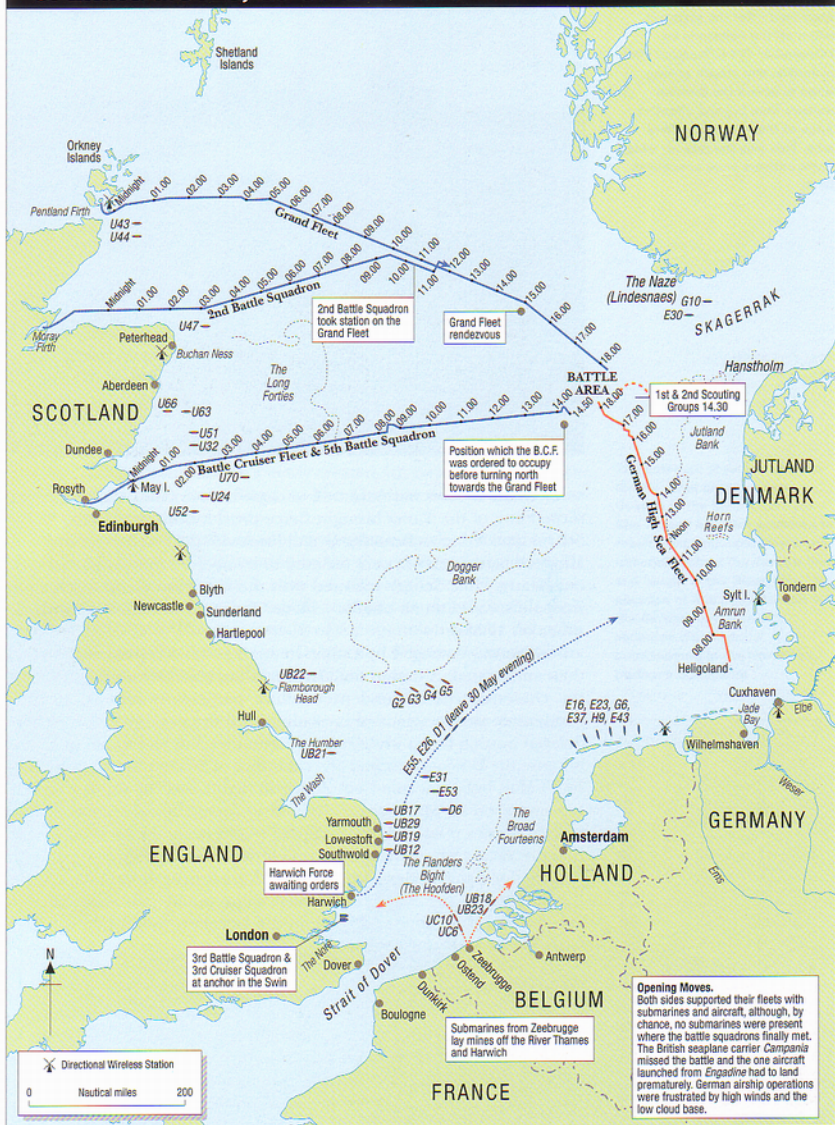 Shetland
Islands
NORWAY
Orkney
Islands
Pentland Firth
Midnight
01.00
02.00
03.00
04.00
05.00
06.00
07.00
08.00
09.00
10.00
11.00
12.00
13.00
14.00
15.00
16.00
17.00
18.00
Grand Fleet
U43
U44
Moray
Firth
Midnight
01.00
02.00
03.00
04.00
05.00
06.00
07.00
08.00
09.00
10.00
11.00
2nd Battle Squadron
U47
2nd Battle Squadron
took station on the
Grand Fleet
Grand Fleet
rendezvous
The Naze
(Lindesnaes)
G10
E30
SKAGERRAK
Peterhead
Buchan Ness
Aberdeen
The
Long
Forties
BATTLE
AREA
Hanstholm
1st & 2nd Scouting
Groups 14.30
SCOTLAND
U66
U63
U51
U32
Dundee
Midnight
01.00
02.00
03.00
04.00
05.00
06.00
07.00
08.00
09.00
10.00
11.00
12.00
13.00
14.00
14.50
Battle Cruiser Fleet & 5th Battle Squadron
Position which the B.C.F.
was ordered to occupy
before turning north
towards the Grand Fleet
18.00
17.00
16.00
15.00
14.00
13.00
Noon
11.00
10.00
09.00
08.00
German High Sea Fleet
Jutland
Bank
JUTLAND
DENMARK
Horn
Reefs
Rosyth
May I.
Edinburgh
U70
U24
U52
Dogger
Bank
Sylt I.
Tondern
Amrun
Bank
Heligoland
Blyth
Newcastle
Sunderland
Hartlepool
UB22
Flamborough
Head
G2 G3 G4 G5
E55, E26, D1 (leave 30 May evening)
E16, E23, G6,
E37, H9, E43
Cuxhaven
Jade
Bay
Elbe
Wilhelmshaven
Weser
Hull
The Humber
UB21
The Wash
E31
E53
D6
Yarmouth
Lowestoft
Southwold
UB17
UB29
UB19
UB12
The
Broad
Fourteens
Amsterdam
GERMANY
ENGLAND
The Flanders
Bight
(The Hoofden)
HOLLAND
Ems
Harwich Force
awaiting orders
Harwich
UB18
UB23
UC10
UC6
London
3rd Battle Squadron &
3rd Cruiser Squadron
at anchor in the Swin
The Nore
Dover
Strait of Dover
Zeebrugge
Ostend
Dunkirk
Antwerp
Boulogne
BELGIUM
Submarines from Zeebrugge
lay mines off the River Thames
and Harwich
FRANCE
N
Directional Wireless Station
0 Nautical miles 200
Opening Moves.
Both sides supported their fleets with
submarines and aircraft, although, by
chance, no submarines were present
where the battle squadrons finally met.
The British seaplane carrier Campania
missed the battle and the one aircraft
launched from Engadine had to land
prematurely. German airship operations
were frustrated by high winds and the
low cloud base.